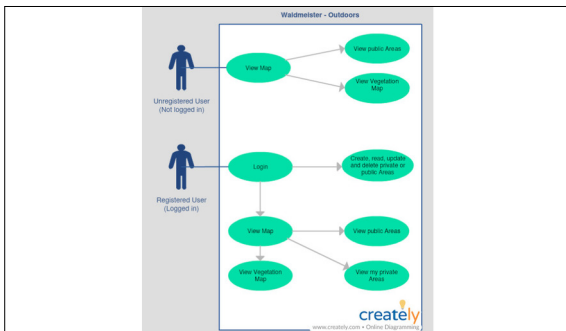 Waldmeister - Outdoors
View Map
View public Areas
View Vegetation
Map
Unregistered User
(Not logged in)
Login
Create, read, update
and delete private or
public Areas
Registered User
(Logged in)
View Map
View public Areas
View Vegetation
Map
View my private
Areas
creately
www.creately.com • Online Diagramming